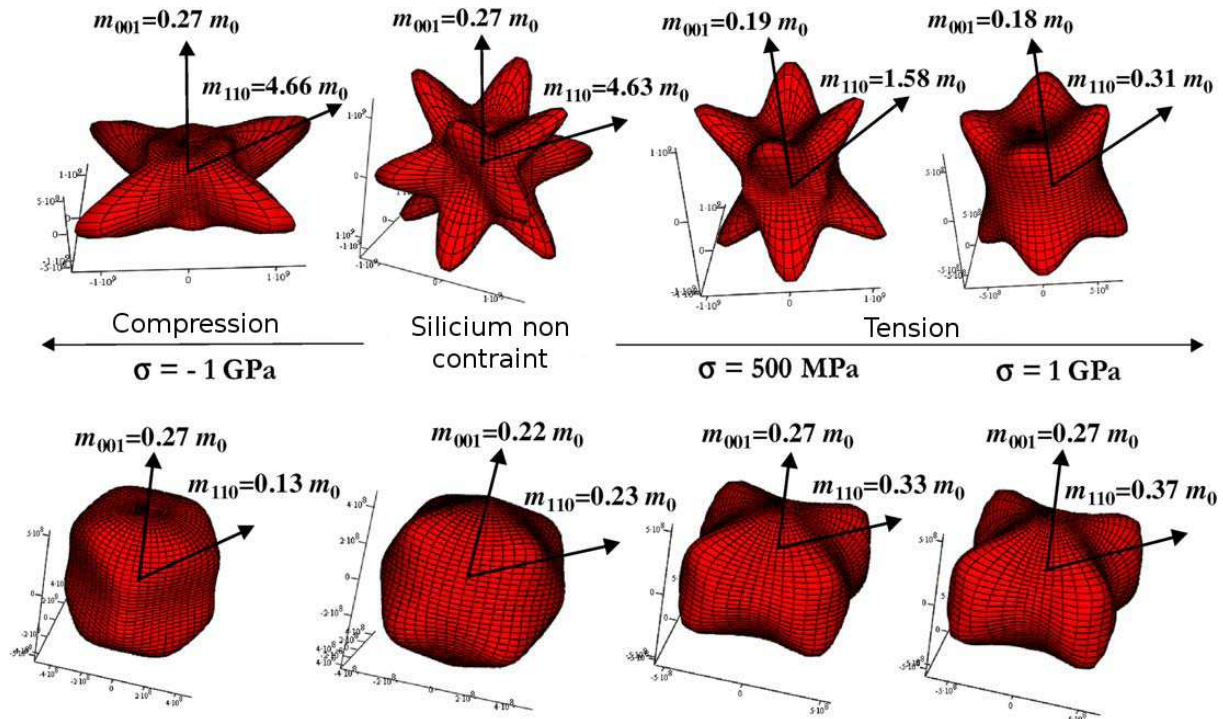 m001=0.27 m0
m110=4.66 m0
m001=0.27 m0
m110=4.63 m0
m001=0.19 m0
m110=1.58 m0
m001=0.18 m0
m110=0.31 m0
Compression
Silicium non
contraint
Tension
σ = - 1 GPa
σ = 500 MPa
σ = 1 GPa
m001=0.27 m0
m110=0.13 m0
m001=0.22 m0
m110=0.23 m0
m001=0.27 m0
m110=0.33 m0
m001=0.27 m0
m110=0.37 m0